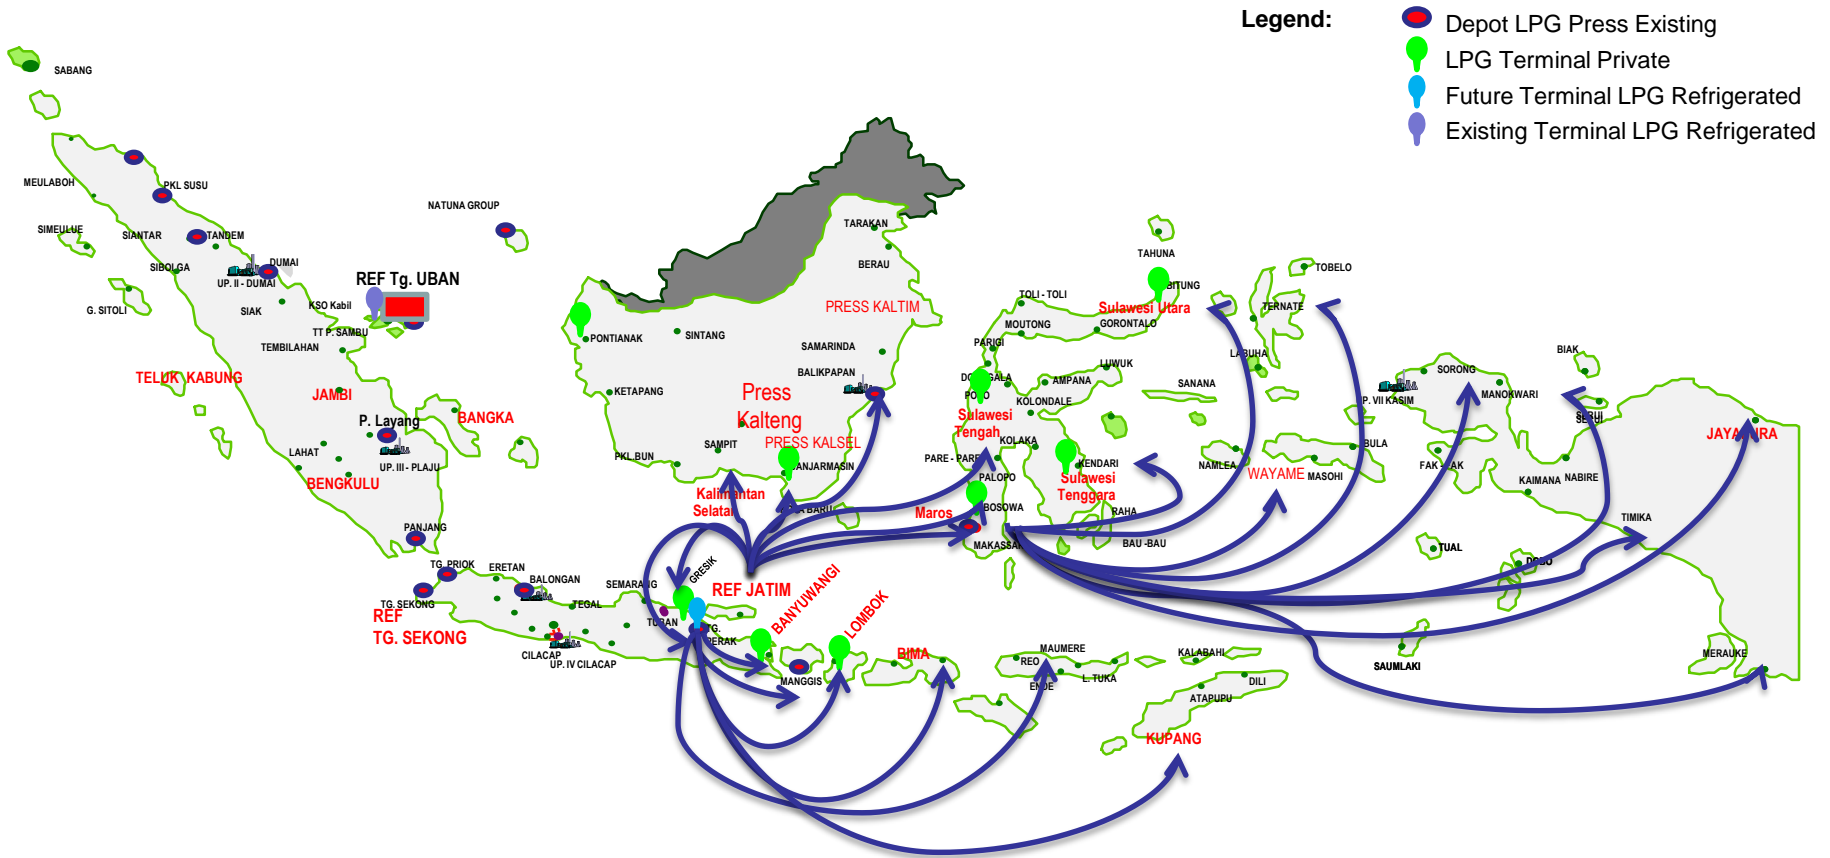 Legend:
Depot LPG Press Existing
LPG Terminal Private
Future Terminal LPG Refrigerated
Existing Terminal LPG Refrigerated
SABANG
MEULABOH
PKL SUSU
SIMEULUE
SIANTAR
TANDEM
SIBOLGA
DUMAI
UP. II - DUMAI
G. SITOLI
SIAK
KSO Kabil
REF Tg. UBAN
TT P. SAMBU
TEMBILAHAN
NATUNA GROUP
TELUK KABUNG
JAMBI
BANGKA
P. Layang
LAHAT
UP. III - PLAJU
BENGKULU
PANJANG
TG. PRIOK
ERETAN
BALONGAN
TG. SEKONG
REF
TG. SEKONG
TEGAL
SEMARANG
CILACAP
UP. IV CILACAP
TUBAN
GRESIK
REF JATIM
TG.
PERAK
BANYUWANGI
LOMBOK
MANGGIS
BIMA
PONTIANAK
SINTANG
KETAPANG
Press
Kalteng
PRESS KALSEL
SAMPIT
PKL.BUN
BANJARMASIN
Kalimantan
Selatan
TARAKAN
BERAU
PRESS KALTIM
SAMARINDA
BALIKPAPAN
TAHUNA
BITUNG
Sulawesi Utara
TOLI - TOLI
MOUTONG
GORONTALO
PARIGI
LUWUK
AMPANA
POSO
KOLONDALE
Sulawesi
Tengah
KOLAKA
PARE - PARE
PALOPO
KENDARI
Sulawesi
Tenggara
BOSOWA
Maros
MAKASSAR
RAHA
BAU -BAU
SANANA
TOBELO
TERNATE
LABUHA
NAMLEA
WAYAME
MASOHI
BULA
SORONG
P. VII KASIM
MANOKWARI
BIAK
SERUI
FAK - FAK
KAIMANA
NABIRE
TIMIKA
JAYAPURA
TUAL
DOBO
SAUMLAKI
MERAUKE
MAUMERE
REO
ENDE
L. TUKA
KALABAHI
DILI
ATAPUPU
KUPANG